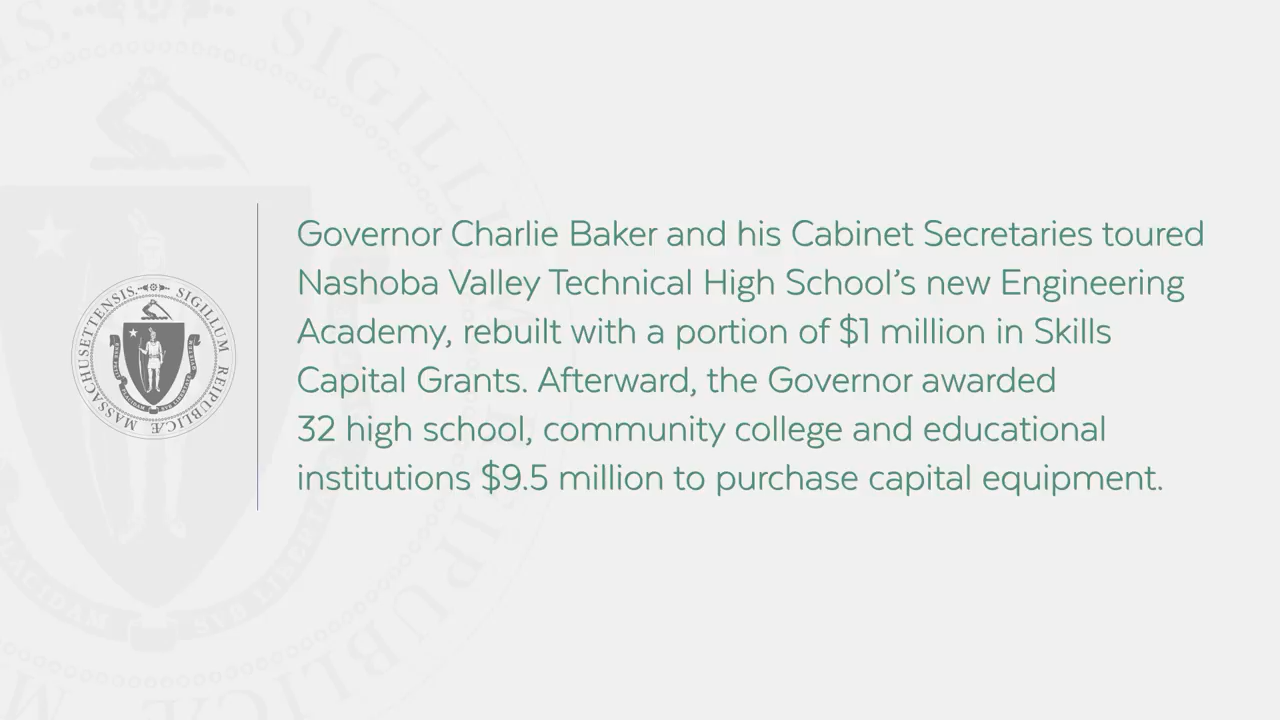 Governor Charlie Baker and his Cabinet Secretaries toured
Nashoba Valley Technical High School’s new Engineering
Academy, rebuilt with a portion of $1 million in Skills
Capital Grants. Afterward, the Governor awarded
32 high school, community college and educational
institutions $9.5 million to purchase capital equipment.
SIGILLUM REIPUBLICÆ MASSACHUSETTENSIS.